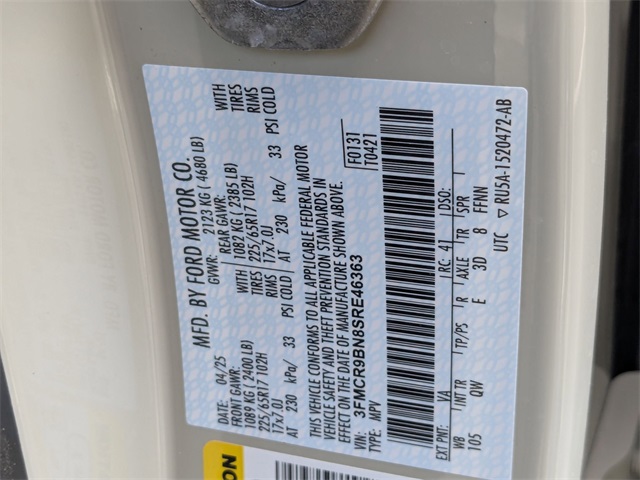 MFD. BY FORD MOTOR CO.
DATE: 04/25 GVWR: 2123 KG ( 4680 LB)
FRONT GAWR: REAR GAWR:
1089 KG ( 2400 LB) WITH 1082 KG ( 2385 LB) WITH
225/65R17 102H TIRES 225/65R17 102H TIRES
17x7.0J RIMS 17x7.0J RIMS
AT 230 kPa/ 33 PSI COLD AT 230 kPa/ 33 PSI COLD
THIS VEHICLE CONFORMS TO ALL APPLICABLE FEDERAL MOTOR
VEHICLE SAFETY AND THEFT PREVENTION STANDARDS IN
EFFECT ON THE DATE OF MANUFACTURE SHOWN ABOVE.
VIN: 3FMCR9BN8SRE46363 F0131
TYPE: MPV T0421
EXT PNT: YA RC: 41 DSO:
WB INT TR TP/PS R AXLE TR SPR
105 QW E 3D 8 FFNN
UTC ▽ RU5A-1520472-AB
ON